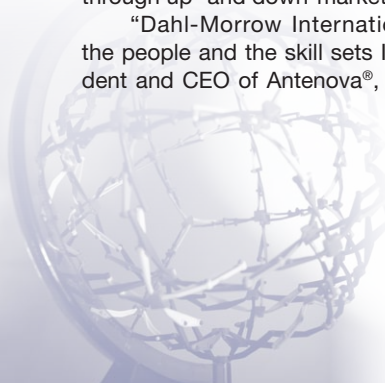 through up- and down-market
"Dahl-Morrow Internatio
the people and the skill sets I
dent and CEO of Antenova®,